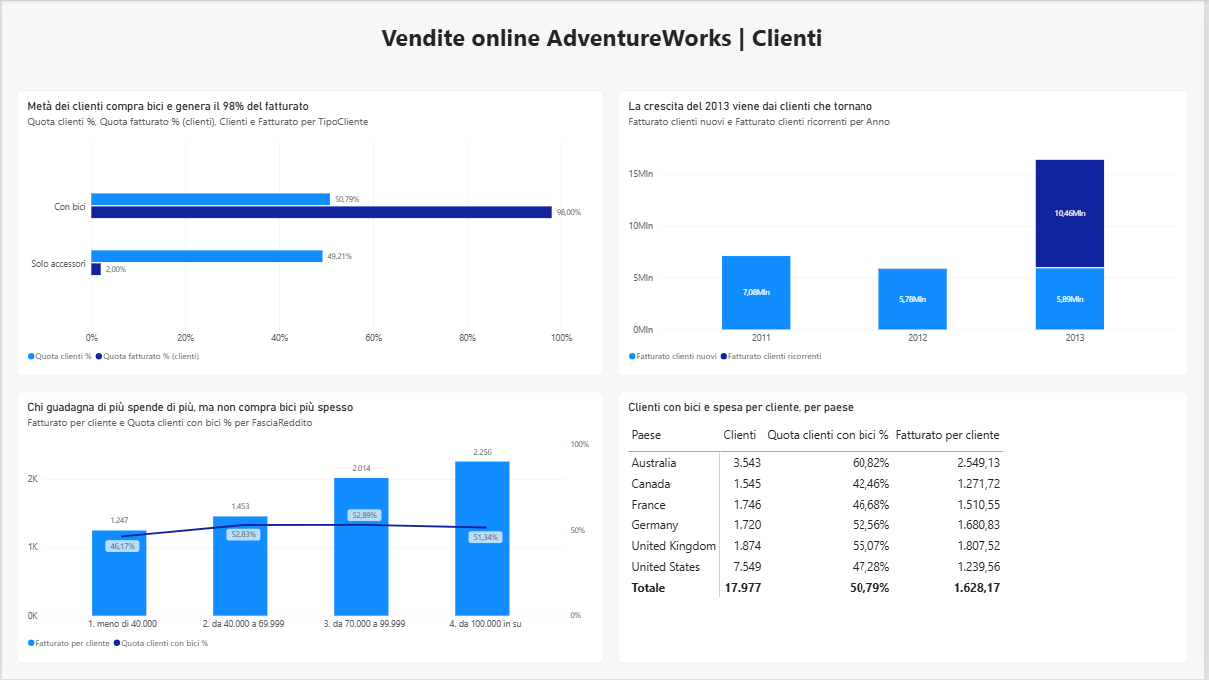 Vendite online AdventureWorks | Clienti
Metà dei clienti compra bici e genera il 98% del fatturato
Quota clienti %, Quota fatturato % (clienti), Clienti e Fatturato per TipoCliente
Con bici
50,79%
98,00%
Solo accessori
49,21%
2,00%
0% 20% 40% 60% 80% 100%
Quota clienti % Quota fatturato % (clienti)
La crescita del 2013 viene dai clienti che tornano
Fatturato clienti nuovi e Fatturato clienti ricorrenti per Anno
15Mln
10Mln
5Mln
0Mln
7,08Mln
5,78Mln
10,46Mln
5,89Mln
2011 2012 2013
Fatturato clienti nuovi Fatturato clienti ricorrenti
Chi guadagna di più spende di più, ma non compra bici più spesso
Fatturato per cliente e Quota clienti con bici % per FasciaReddito
2K
1K
0K
100%
50%
0%
1.247
1.453
2.014
2.256
46,17%
52,83%
52,89%
51,34%
1. meno di 40.000 2. da 40.000 a 69.999 3. da 70.000 a 99.999 4. da 100.000 in su
Fatturato per cliente Quota clienti con bici %
Clienti con bici e spesa per cliente, per paese
Paese Clienti Quota clienti con bici % Fatturato per cliente
Australia 3.543 60,82% 2.549,13
Canada 1.545 42,46% 1.271,72
France 1.746 46,68% 1.510,55
Germany 1.720 52,56% 1.680,83
United Kingdom 1.874 55,07% 1.807,52
United States 7.549 47,28% 1.239,56
Totale 17.977 50,79% 1.628,17